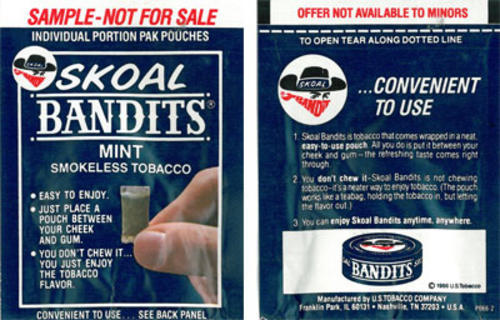 SAMPLE-NOT FOR SALE
INDIVIDUAL PORTION PAK POUCHES
SKOAL
SKOAL
BANDITS®
MINT
SMOKELESS TOBACCO
• EASY TO ENJOY.
• JUST PLACE A
POUCH BETWEEN
YOUR CHEEK
AND GUM.
• YOU DON'T CHEW IT...
YOU JUST ENJOY
THE TOBACCO
FLAVOR.
CONVENIENT TO USE... SEE BACK PANEL
OFFER NOT AVAILABLE TO MINORS
TO OPEN TEAR ALONG DOTTED LINE
SKOAL
BANDIT
...CONVENIENT
TO USE
1. Skoal Bandits is tobacco that comes wrapped in a neat,
easy-to-use pouch. All you do is put it between your
cheek and gum—the refreshing taste comes right
through.
2. You don't chew it-Skoal Bandits is not chewing
tobacco-it's a neater way to enjoy tobacco. (The pouch
works like a teabag, holding the tobacco in, but letting
the flavor out.)
3. You can enjoy Skoal Bandits anytime, anywhere.
BANDITS
© 1986 U.S. Tobacco
Manufactured by U.S. TOBACCO COMPANY
Franklin Park, IL 60131 • Nashville, TN 37203 • U.S.A.